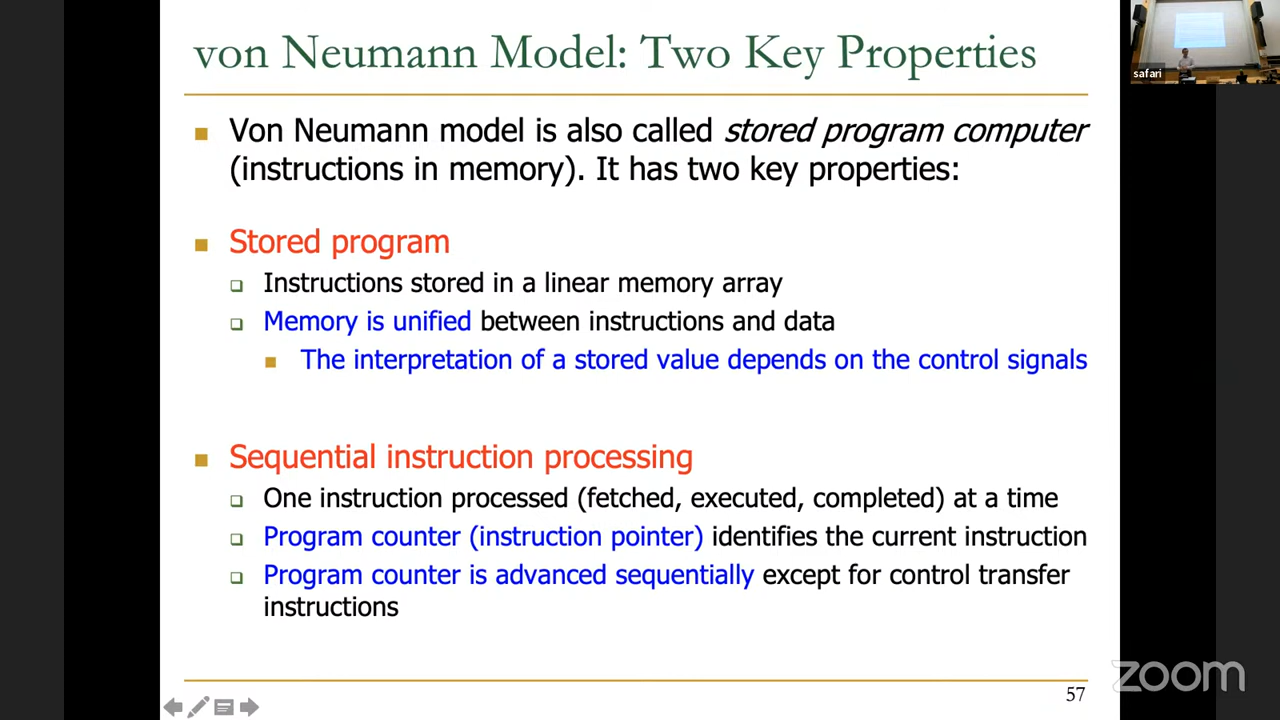 von Neumann Model: Two Key Properties
Von Neumann model is also called stored program computer
(instructions in memory). It has two key properties:
Stored program
Instructions stored in a linear memory array
Memory is unified between instructions and data
The interpretation of a stored value depends on the control signals
Sequential instruction processing
One instruction processed (fetched, executed, completed) at a time
Program counter (instruction pointer) identifies the current instruction
Program counter is advanced sequentially except for control transfer
instructions
57
safari
zoom